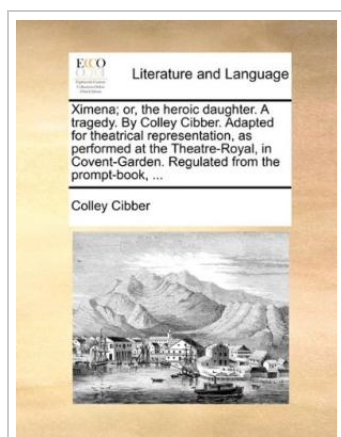 ECCO
Literature and Language
Ximena; or, the heroic daughter. A
tragedy. By Colley Cibber. Adapted
for theatrical representation, as
performed at the Theatre-Royal, in
Covent-Garden. Regulated from the
prompt-book, ...
Colley Cibber